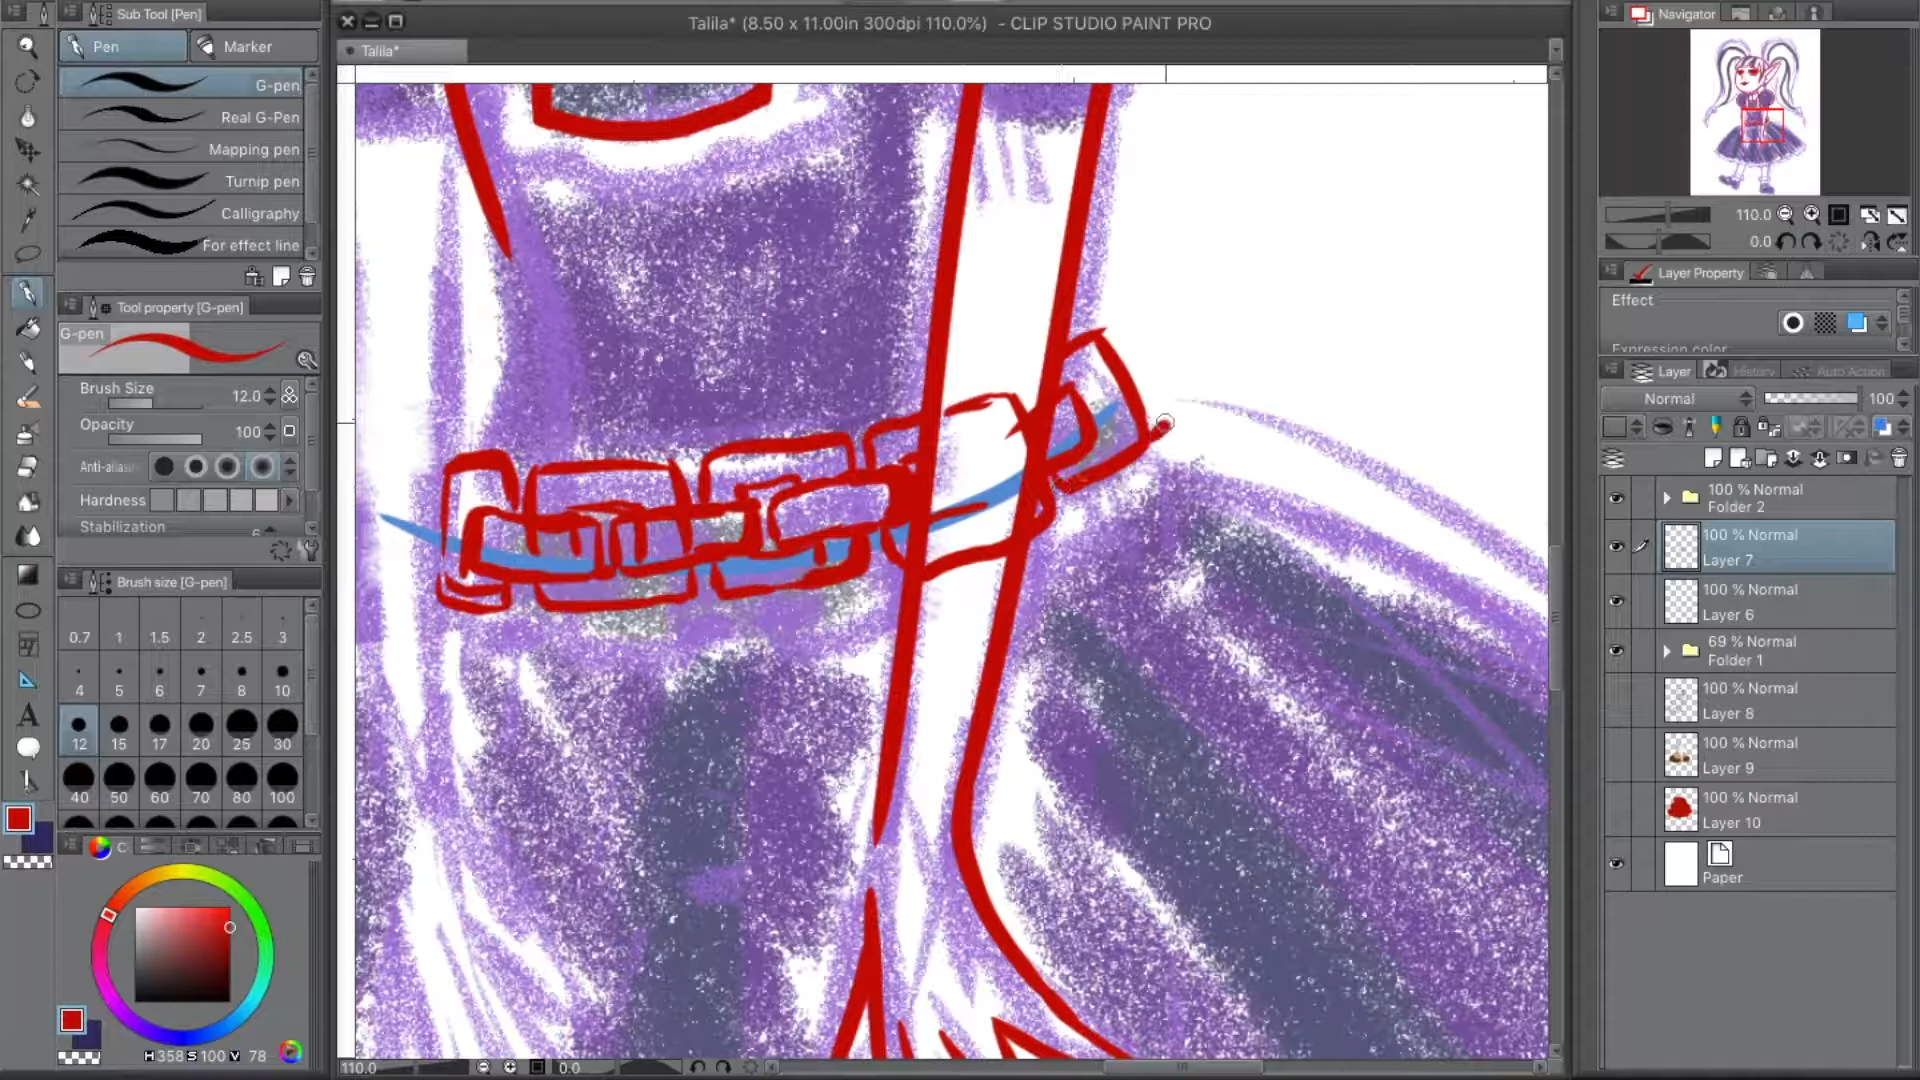 Sub Tool [Pen]
Pen
Marker
G-pen
Real G-Pen
Mapping pen
Turnip pen
Calligraphy
For effect line
Tool property [G-pen]
G-pen
Brush Size
12.0
Opacity
100
Anti-alias
Hardness
Stabilization
6
Brush size [G-pen]
0.7 1 1.5 2 2.5 3
4 5 6 7 8 10
12 15 17 20 25 30
40 50 60 70 80 100
C
H 358 S 100 V 78
Talila* (8.50 x 11.00in 300dpi 110.0%) - CLIP STUDIO PAINT PRO
Talila*
110.0
0.0
Navigator
110.0
0.0
Layer Property
Effect
Expression color
Layer
History
Auto Action
Normal
100
100 % Normal
Folder 2
100 % Normal
Layer 7
100 % Normal
Layer 6
69 % Normal
Folder 1
100 % Normal
Layer 8
100 % Normal
Layer 9
100 % Normal
Layer 10
Paper